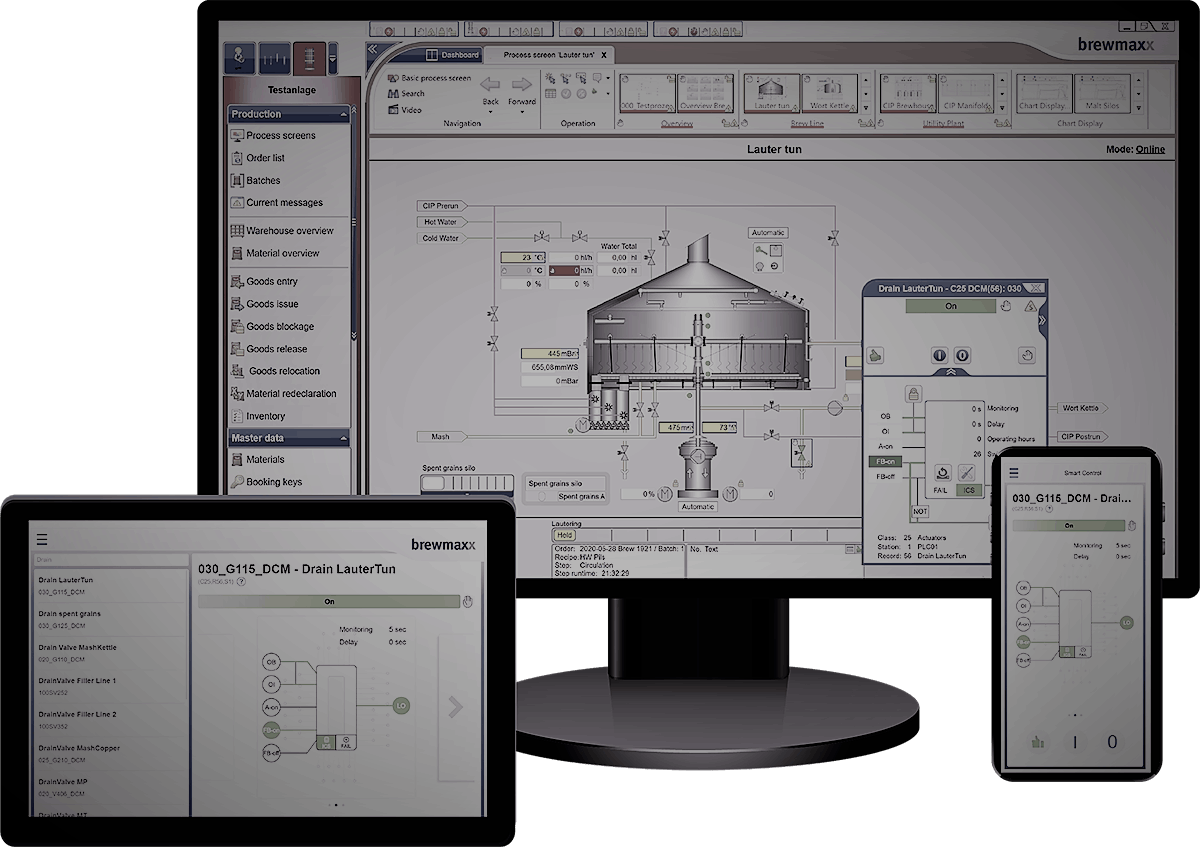 brewmaxx
Dashboard
Process screen 'Lauter tun' X
Testanlage
Basic process screen
Search
Video
Back
Forward
Navigation
Operation
Overview Bre
Lauter tun
Wort Kettle
CIP Brewhous
CIP Manifold
Chart Display
Malt Silos
Overview
Brew Line
Utility Plant
Chart Display
Lauter tun
Mode: Online
Production
Process screens
Order list
Batches
Current messages
Warehouse overview
Material overview
Goods entry
Goods issue
Goods blockage
Goods release
Goods relocation
Material redeclaration
Inventory
Master data
Materials
Booking keys
CIP Prerun
Hot Water
Cold Water
Water Total
23 °C
0 hl/h
0,00 hl
0 °C
0 hl/h
0,00 hl
0 %
0 %
Automatic
445 mBar
655,08 mmWS
0 mBar
Mash
475 m
73
Spent grains silo
Spent grains silo
Spent grains A
0 %
M
M
0
Automatic
Lautering
Hold
Order: 2020-05-28 Brew 1921 / Batch: 1
No. Text
Recipe: HW Pils
Step: Circulation
Step runtime: 21:32:29
Drain LauterTun - C25 DCM(56): 030
On
OB
OI
A-on
FB-on
FB-off
0 s Monitoring
0 s Delay
0 Operating hours
26
FAIL
ICS
NOT
Class: 25 Actuators
Station: 1 PLC01
Record: 56 Drain LauterTun
Wort Kettle
CIP Postrun
brewmaxx
Drain
Drain LauterTun
030_G115_DCM
Drain spent grains
030_G125_DCM
Drain Valve MashKettle
020_G110_DCM
DrainValve Filler Line 1
100SV252
DrainValve Filler Line 2
100SV352
DrainValve MashCopper
025_G210_DCM
DrainValve MP
020_V406_DCM
DrainValve MT
030_G115_DCM - Drain LauterTun
(C25.R56.S1) ?
On
Monitoring 5 sec
Delay 0 sec
OB
OI
A-on
FB-on
FB-off
LO
ICS
FAIL
Smart Control
030_G115_DCM - Drai...
(C25.R56.S1) ?
On
Monitoring 5 sec
Delay 0 sec
OB
OI
A-on
FB-on
FB-off
LO
FAIL
I
O